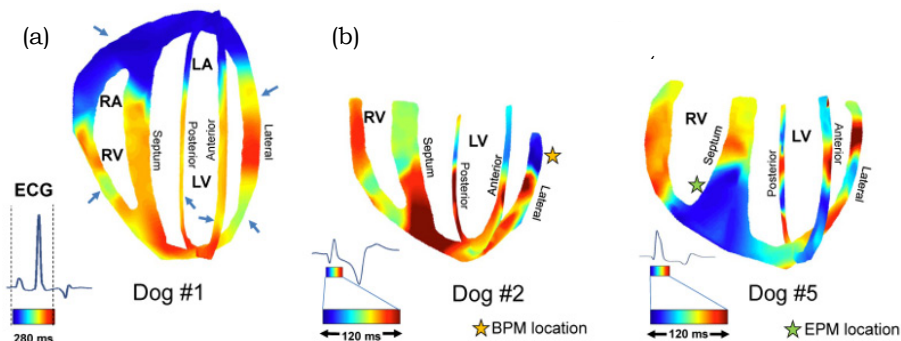 (a)
(b)
LA
RA
RV
Septum
Posterior
Anterior
LV
Lateral
ECG
280 ms
Dog #1
RV
Septum
Posterior
LV
Anterior
Lateral
120 ms
Dog #2
BPM location
RV
Septum
Posterior
LV
Anterior
Lateral
120 ms
Dog #5
EPM location